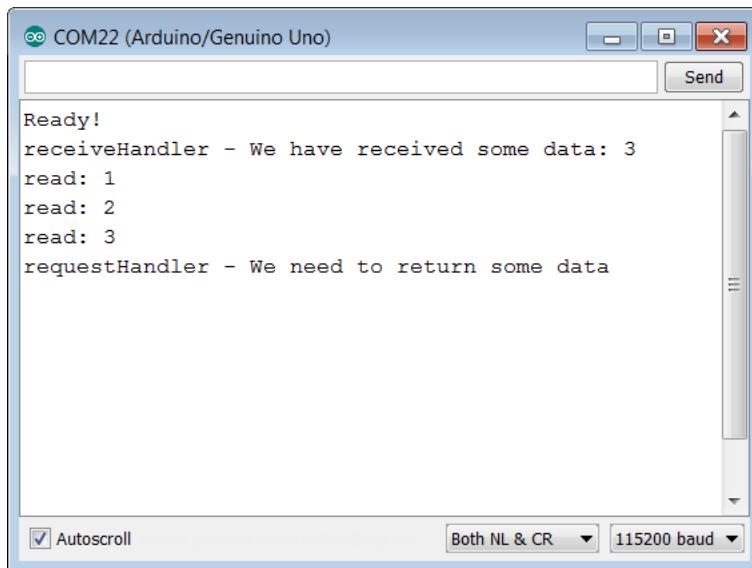 COM22 (Arduino/Genuino Uno)
Send
Ready!
receiveHandler - We have received some data: 3
read: 1
read: 2
read: 3
requestHandler - We need to return some data
Autoscroll
Both NL & CR
115200 baud